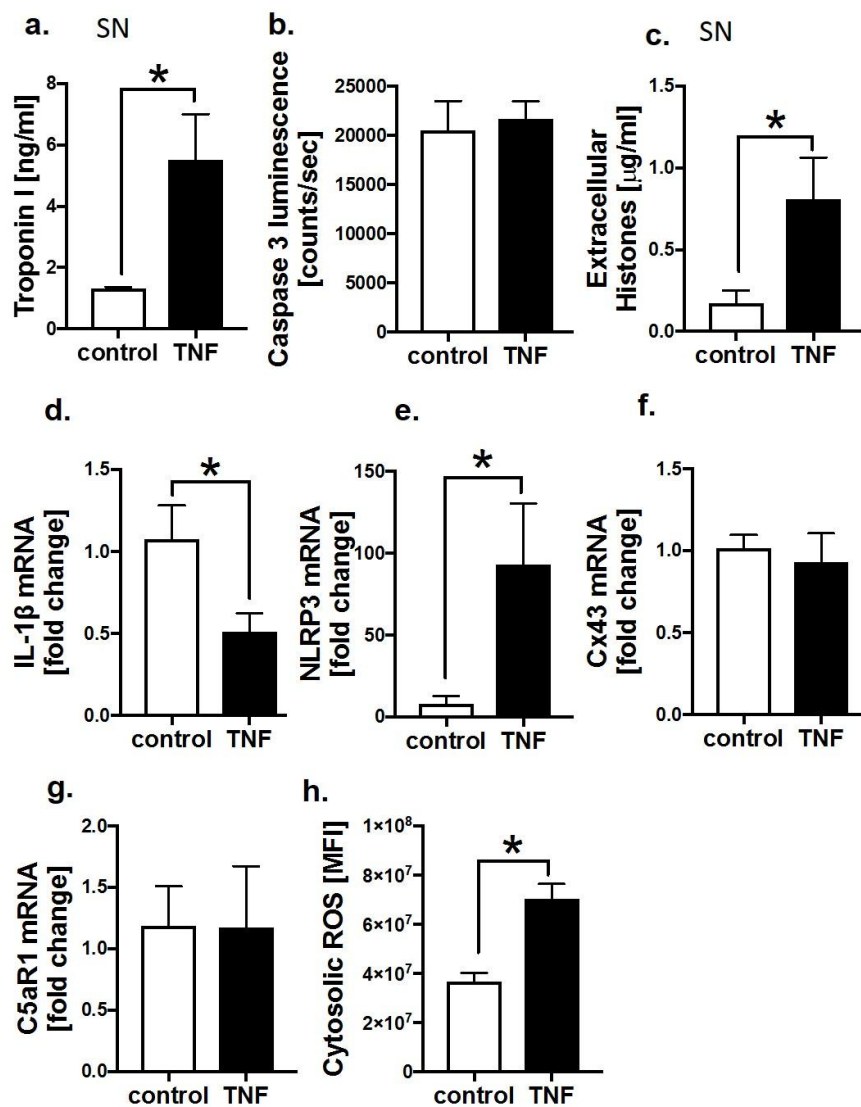 a.
SN
Troponin I [ng/ml]
8
6
4
2
0
*
control TNF
b.
Caspase 3 luminescence
[counts/sec]
25000
20000
15000
10000
5000
0
control TNF
c.
SN
Extracellular
Histones [µg/ml]
1.5
1.0
0.5
0.0
*
control TNF
d.
IL-1β mRNA
[fold change]
1.5
1.0
0.5
0.0
*
control TNF
e.
NLRP3 mRNA
[fold change]
150
100
50
0
*
control TNF
f.
Cx43 mRNA
[fold change]
1.5
1.0
0.5
0.0
control TNF
g.
C5aR1 mRNA
[fold change]
2.0
1.5
1.0
0.5
0.0
control TNF
h.
Cytosolic ROS [MFI]
1×10⁸
8×10⁷
6×10⁷
4×10⁷
2×10⁷
0
*
control TNF